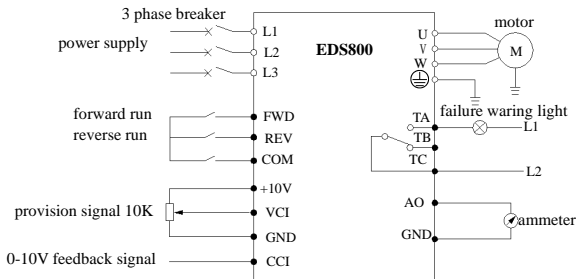 3 phase breaker
power supply
L1
L2
L3
EDS800
U
V
W
motor
M
forward run
reverse run
FWD
REV
COM
TA
TB
TC
failure waring light
L1
L2
provision signal 10K
+10V
VCI
GND
AO
GND
ammeter
0-10V feedback signal
CCI